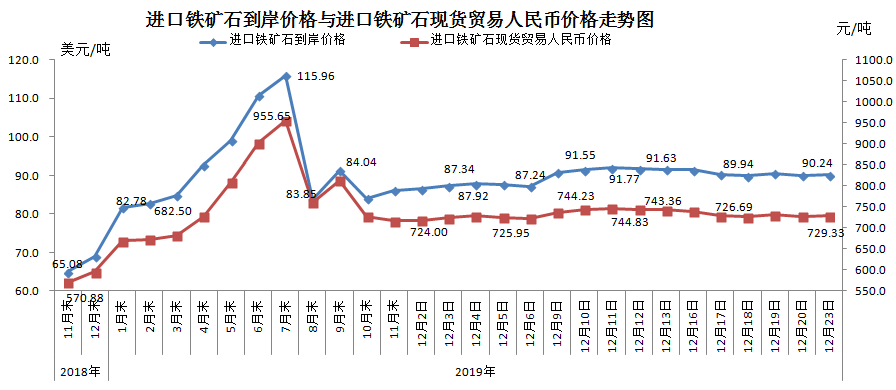 进口铁矿石到岸价格与进口铁矿石现货贸易人民币价格走势图
美元/吨
元/吨
进口铁矿石到岸价格
进口铁矿石现货贸易人民币价格
120.0
110.0
100.0
90.0
80.0
70.0
60.0
1100.0
1050.0
1000.0
950.0
900.0
850.0
800.0
750.0
700.0
650.0
600.0
550.0
65.08
82.78
115.96
83.85
84.04
87.34
87.92
87.24
91.55
91.77
91.63
89.94
90.24
570.88
682.50
955.65
724.00
725.95
744.23
744.83
743.36
726.69
729.33
11月末
12月末
1月末
2月末
3月末
4月末
5月末
6月末
7月末
8月末
9月末
10月末
11月末
12月2日
12月3日
12月4日
12月5日
12月6日
12月9日
12月10日
12月11日
12月12日
12月13日
12月16日
12月17日
12月18日
12月19日
12月20日
12月23日
2018年
2019年